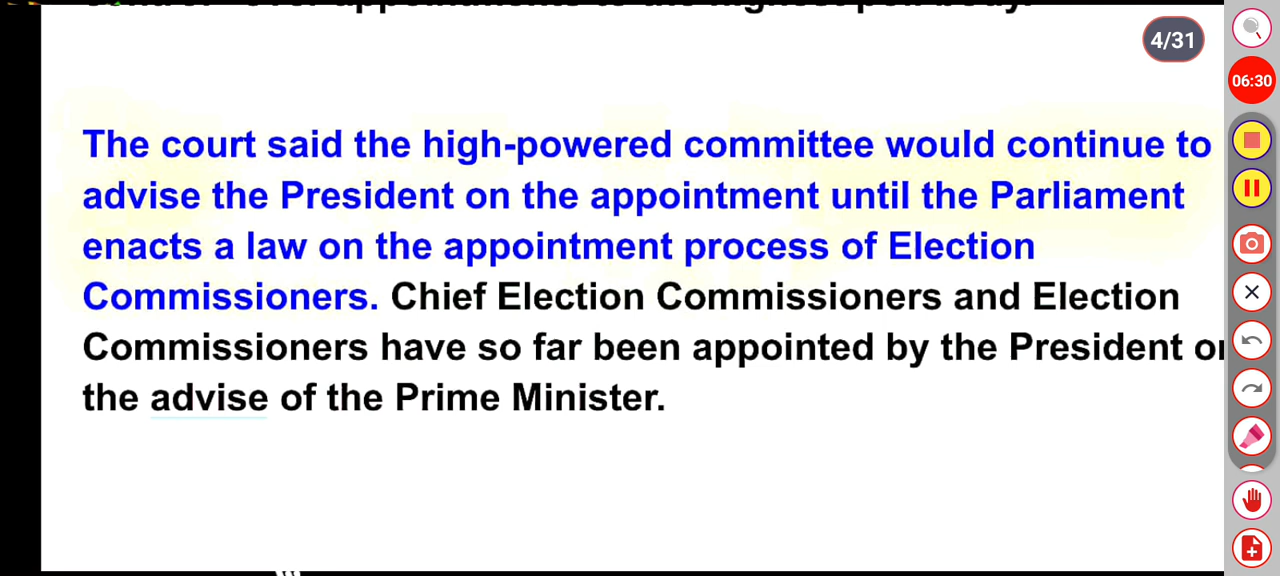 4/31
06:30
The court said the high-powered committee would continue to
advise the President on the appointment until the Parliament
enacts a law on the appointment process of Election
Commissioners. Chief Election Commissioners and Election
Commissioners have so far been appointed by the President
the advise of the Prime Minister.